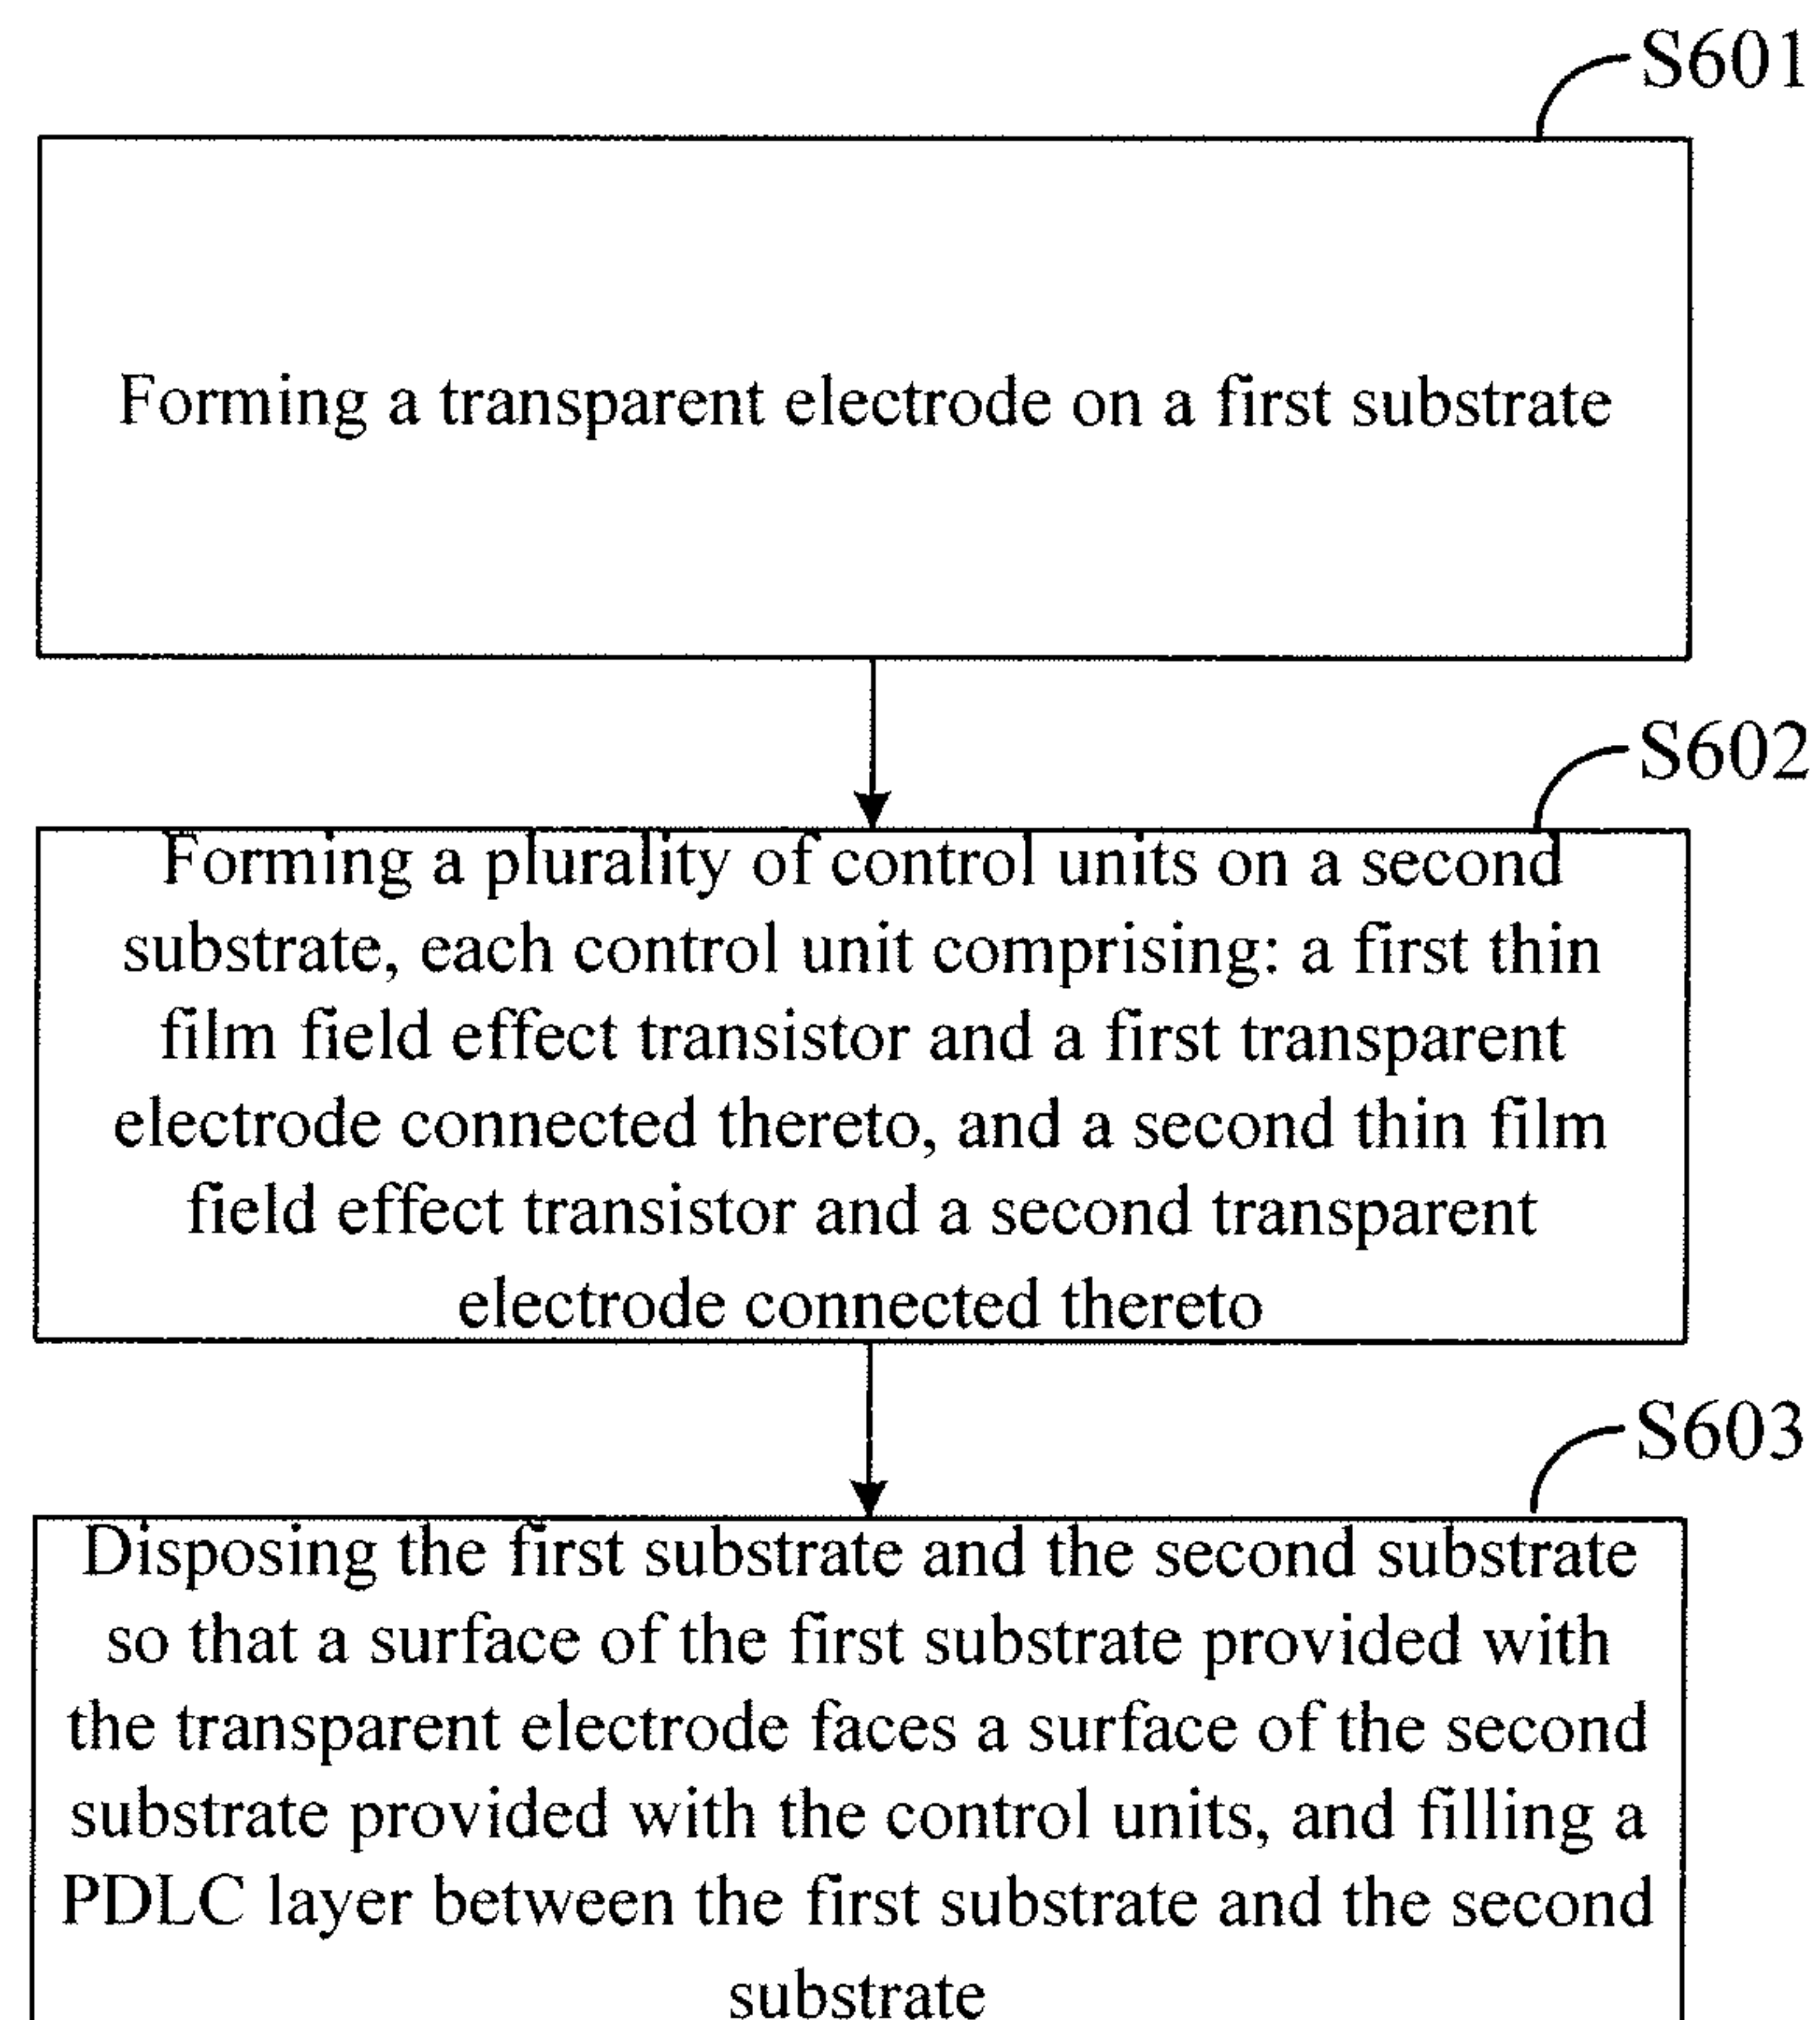 S601
Forming a transparent electrode on a first substrate
S602
Forming a plurality of control units on a second
substrate, each control unit comprising: a first thin
film field effect transistor and a first transparent
electrode connected thereto, and a second thin film
field effect transistor and a second transparent
electrode connected thereto
S603
Disposing the first substrate and the second substrate
so that a surface of the first substrate provided with
the transparent electrode faces a surface of the second
substrate provided with the control units, and filling a
PDLC layer between the first substrate and the second
substrate